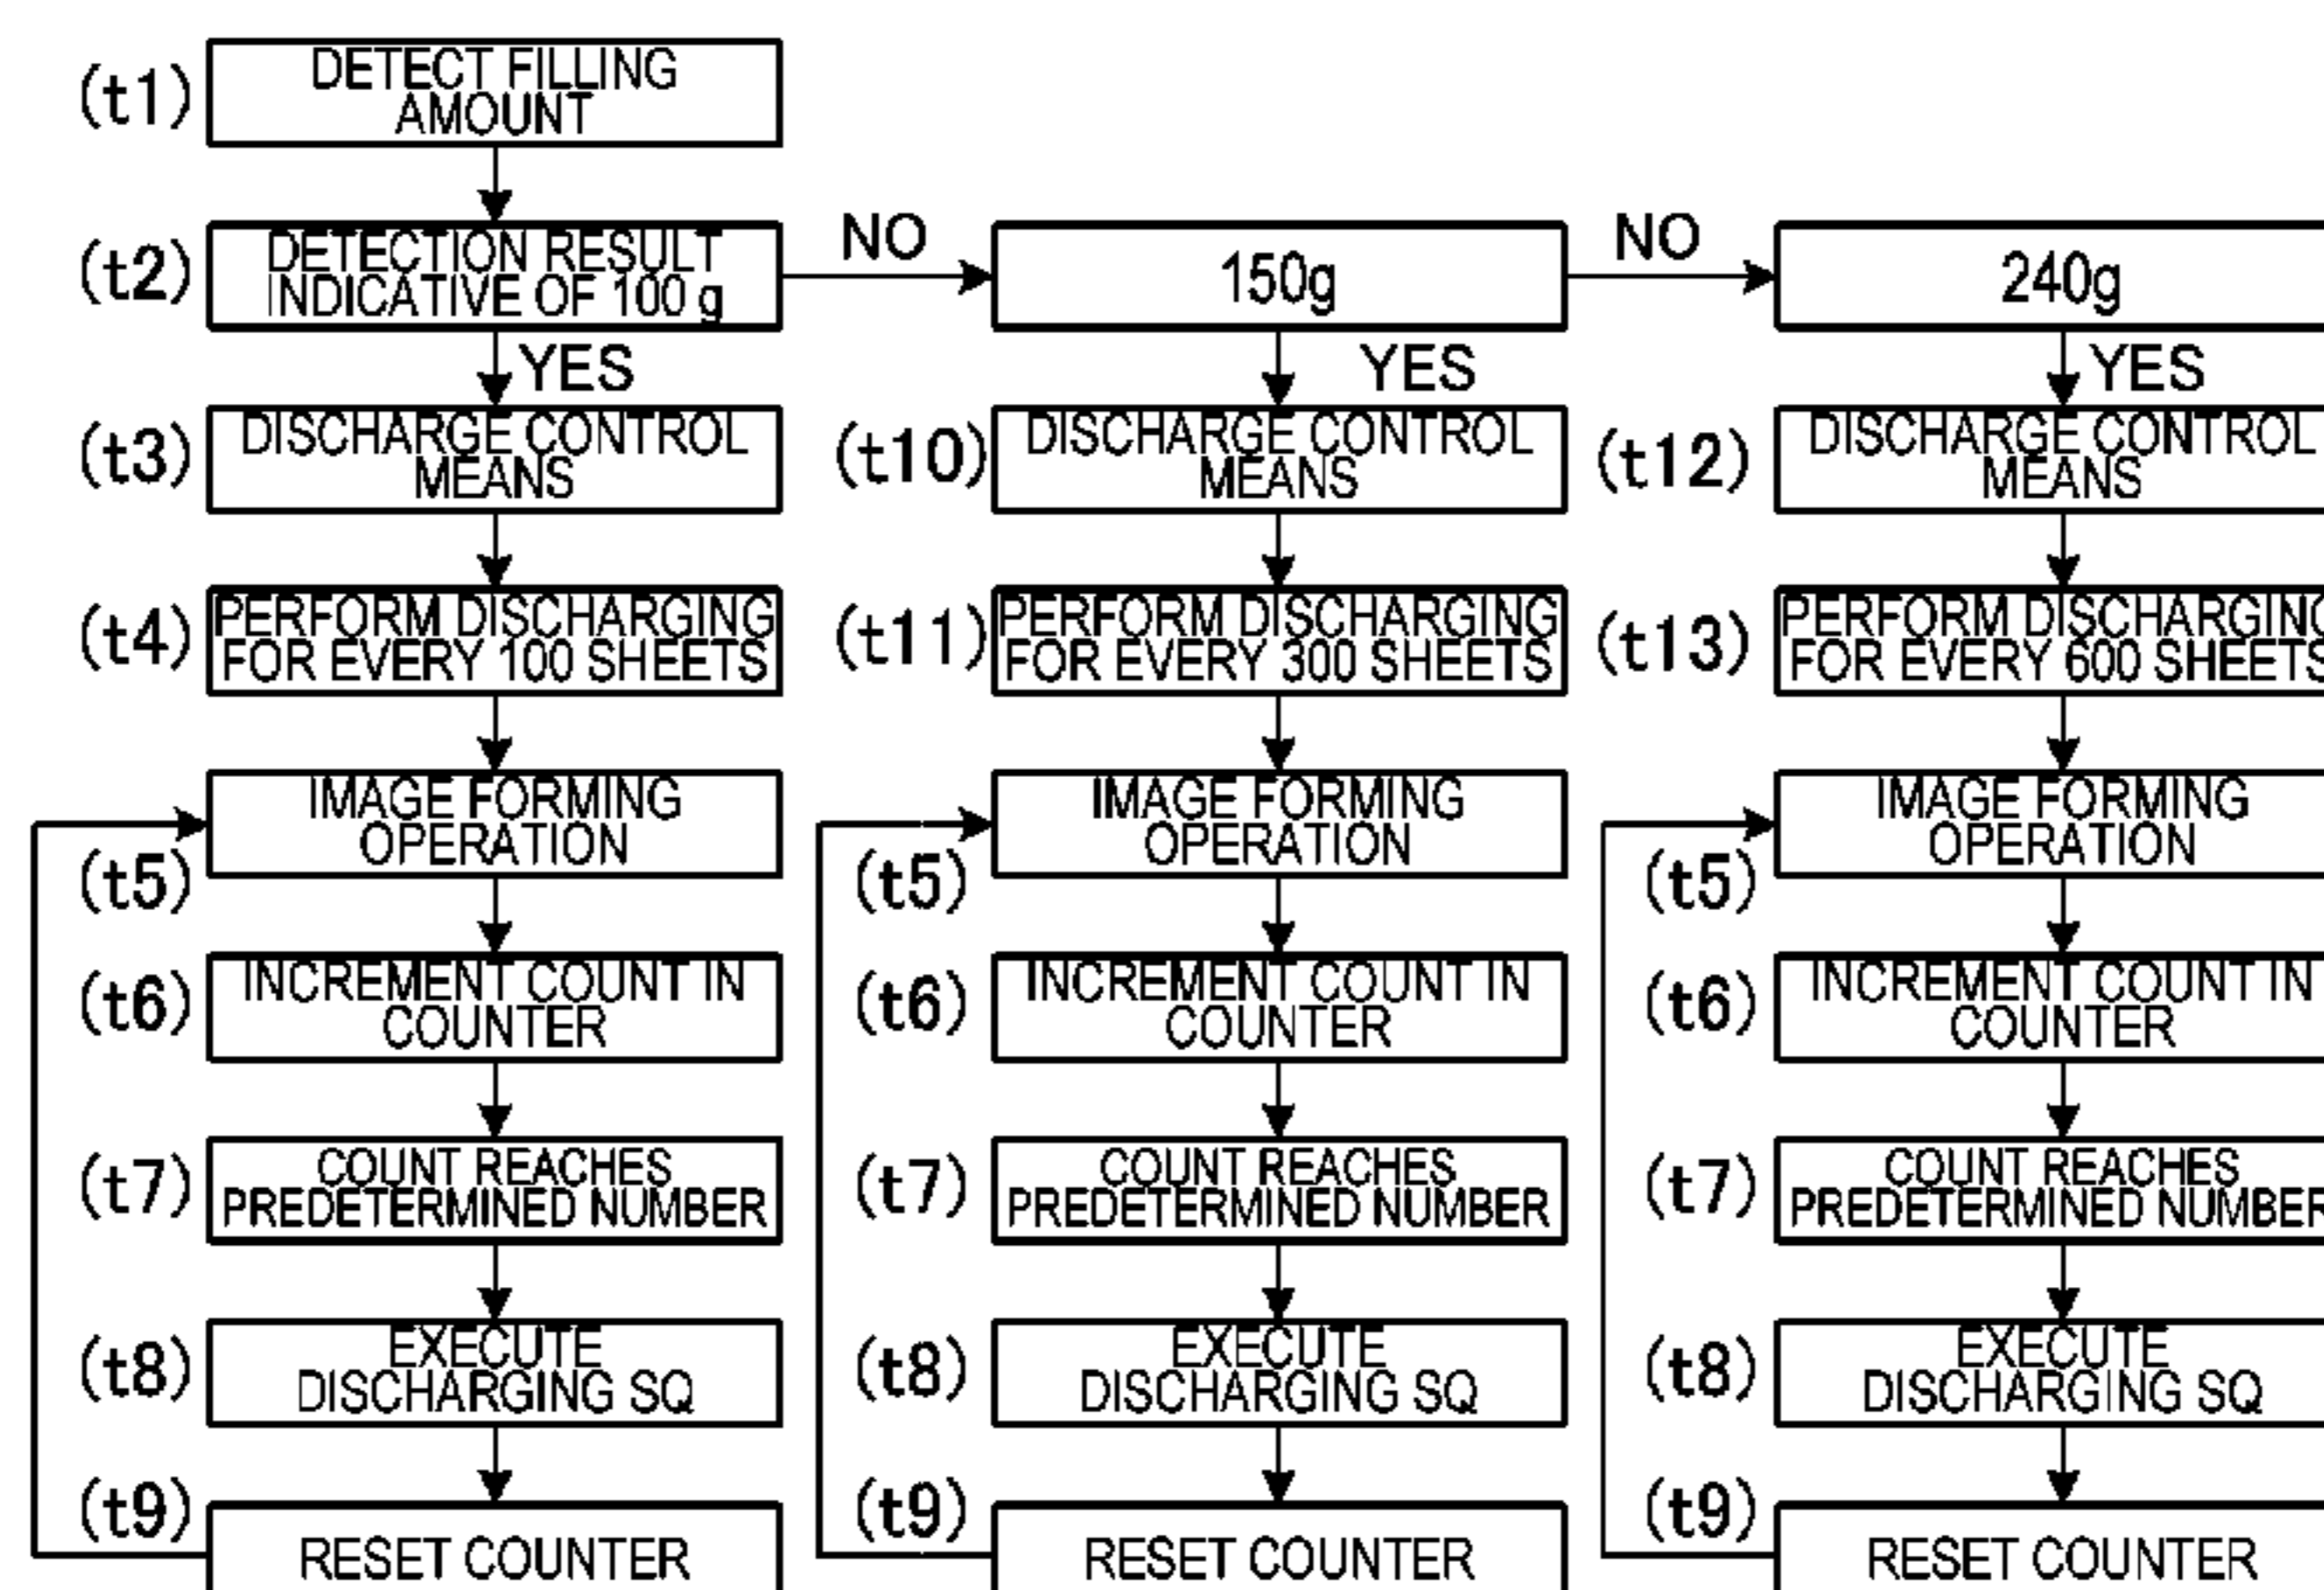 (t1)
DETECT FILLING
AMOUNT
(t2)
DETECTION RESULT
INDICATIVE OF 100 g
NO
150g
NO
240g
YES
YES
YES
(t3)
DISCHARGE CONTROL
MEANS
(t10)
DISCHARGE CONTROL
MEANS
(t12)
DISCHARGE CONTROL
MEANS
(t4)
PERFORM DISCHARGING
FOR EVERY 100 SHEETS
(t11)
PERFORM DISCHARGING
FOR EVERY 300 SHEETS
(t13)
PERFORM DISCHARGING
FOR EVERY 600 SHEETS
IMAGE FORMING
OPERATION
(t5)
IMAGE FORMING
OPERATION
(t5)
IMAGE FORMING
OPERATION
(t5)
(t6)
INCREMENT COUNT IN
COUNTER
(t6)
INCREMENT COUNT IN
COUNTER
(t6)
INCREMENT COUNT IN
COUNTER
(t7)
COUNT REACHES
PREDETERMINED NUMBER
(t7)
COUNT REACHES
PREDETERMINED NUMBER
(t7)
COUNT REACHES
PREDETERMINED NUMBER
(t8)
EXECUTE
DISCHARGING SQ
(t8)
EXECUTE
DISCHARGING SQ
(t8)
EXECUTE
DISCHARGING SQ
(t9)
RESET COUNTER
(t9)
RESET COUNTER
(t9)
RESET COUNTER